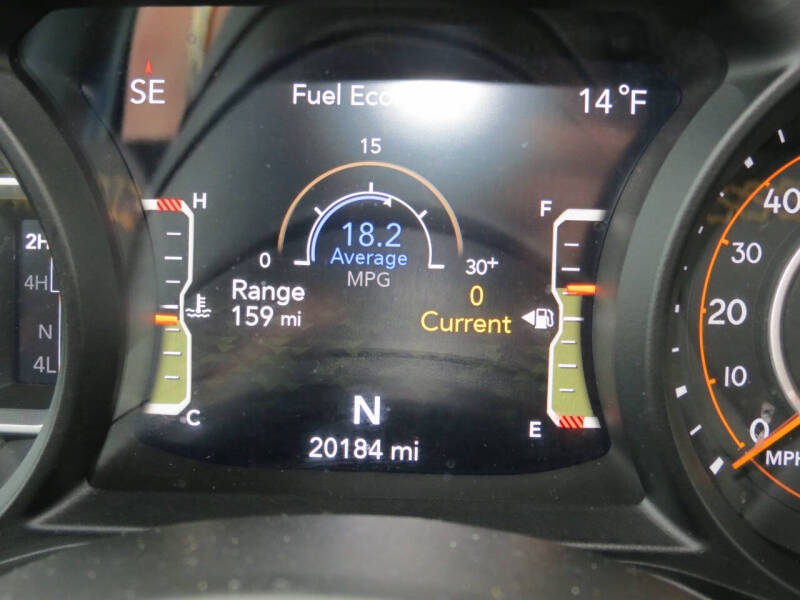 SE
Fuel
14°F
15
H
F
40
18.2
2H
0
Average
30+
30
MPG
4H
Range
0
159 mi
Current
20
N
4L
10
C
N
E
0
20184 mi
MPH